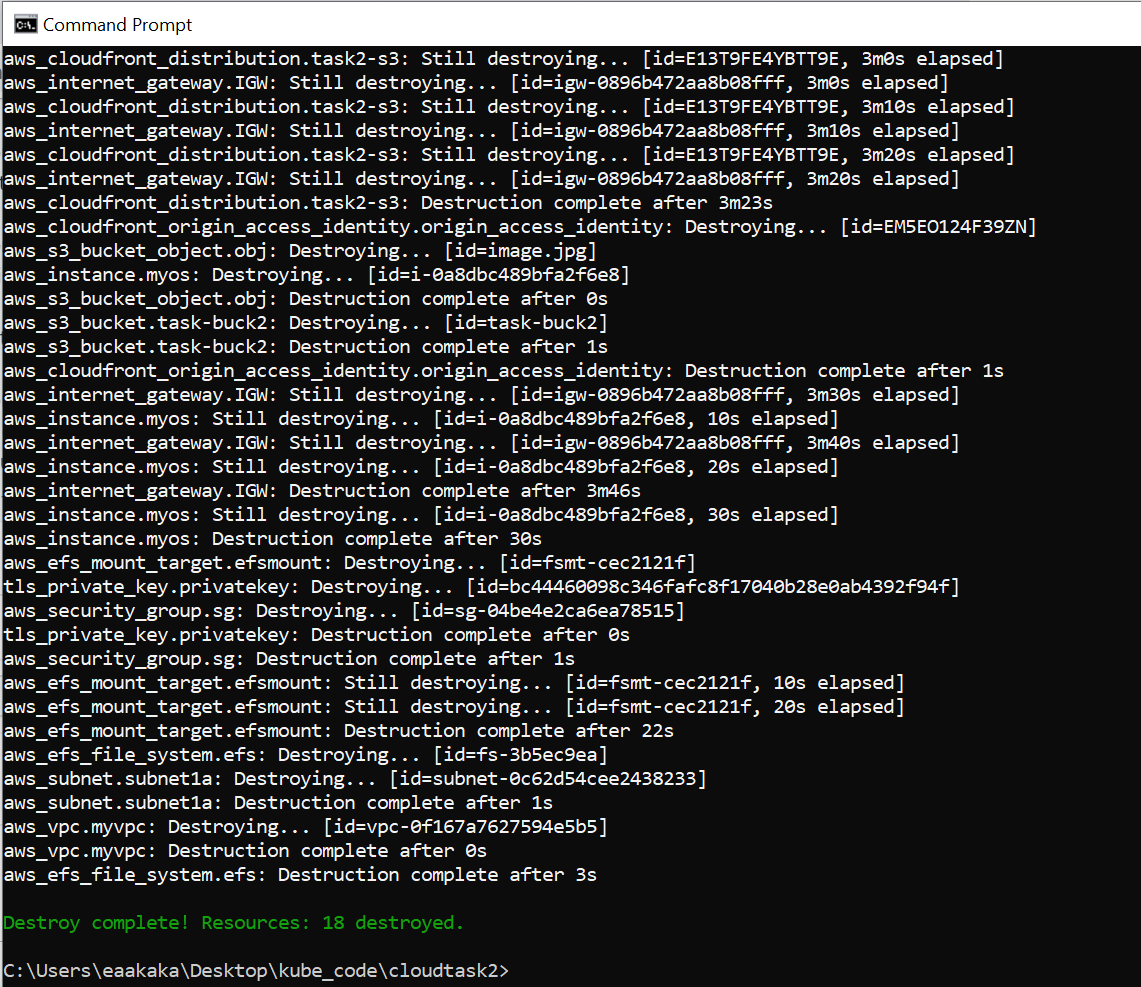 Command Prompt
aws_cloudfront_distribution.task2-s3: Still destroying... [id=E13T9FE4YBTT9E, 3m0s elapsed]
aws_internet_gateway.IGW: Still destroying... [id=igw-0896b472aa8b08fff, 3m0s elapsed]
aws_cloudfront_distribution.task2-s3: Still destroying... [id=E13T9FE4YBTT9E, 3m10s elapsed]
aws_internet_gateway.IGW: Still destroying... [id=igw-0896b472aa8b08fff, 3m10s elapsed]
aws_cloudfront_distribution.task2-s3: Still destroying... [id=E13T9FE4YBTT9E, 3m20s elapsed]
aws_internet_gateway.IGW: Still destroying... [id=igw-0896b472aa8b08fff, 3m20s elapsed]
aws_cloudfront_distribution.task2-s3: Destruction complete after 3m23s
aws_cloudfront_origin_access_identity.origin_access_identity: Destroying... [id=EM5EO124F39ZN]
aws_s3_bucket_object.obj: Destroying... [id=image.jpg]
aws_instance.myos: Destroying... [id=i-0a8dbc489bfa2f6e8]
aws_s3_bucket_object.obj: Destruction complete after 0s
aws_s3_bucket.task-buck2: Destroying... [id=task-buck2]
aws_s3_bucket.task-buck2: Destruction complete after 1s
aws_cloudfront_origin_access_identity.origin_access_identity: Destruction complete after 1s
aws_internet_gateway.IGW: Still destroying... [id=igw-0896b472aa8b08fff, 3m30s elapsed]
aws_instance.myos: Still destroying... [id=i-0a8dbc489bfa2f6e8, 10s elapsed]
aws_internet_gateway.IGW: Still destroying... [id=igw-0896b472aa8b08fff, 3m40s elapsed]
aws_instance.myos: Still destroying... [id=i-0a8dbc489bfa2f6e8, 20s elapsed]
aws_internet_gateway.IGW: Destruction complete after 3m46s
aws_instance.myos: Still destroying... [id=i-0a8dbc489bfa2f6e8, 30s elapsed]
aws_instance.myos: Destruction complete after 30s
aws_efs_mount_target.efsmount: Destroying... [id=fsmt-cec2121f]
tls_private_key.privatekey: Destroying... [id=bc44460098c346fafc8f17040b28e0ab4392f94f]
aws_security_group.sg: Destroying... [id=sg-04be4e2ca6ea78515]
tls_private_key.privatekey: Destruction complete after 0s
aws_security_group.sg: Destruction complete after 1s
aws_efs_mount_target.efsmount: Still destroying... [id=fsmt-cec2121f, 10s elapsed]
aws_efs_mount_target.efsmount: Still destroying... [id=fsmt-cec2121f, 20s elapsed]
aws_efs_mount_target.efsmount: Destruction complete after 22s
aws_efs_file_system.efs: Destroying... [id=fs-3b5ec9ea]
aws_subnet.subnet1a: Destroying... [id=subnet-0c62d54cee2438233]
aws_subnet.subnet1a: Destruction complete after 1s
aws_vpc.myvpc: Destroying... [id=vpc-0f167a7627594e5b5]
aws_vpc.myvpc: Destruction complete after 0s
aws_efs_file_system.efs: Destruction complete after 3s
Destroy complete! Resources: 18 destroyed.
C:\Users\eaakaka\Desktop\kube_code\cloudtask2>